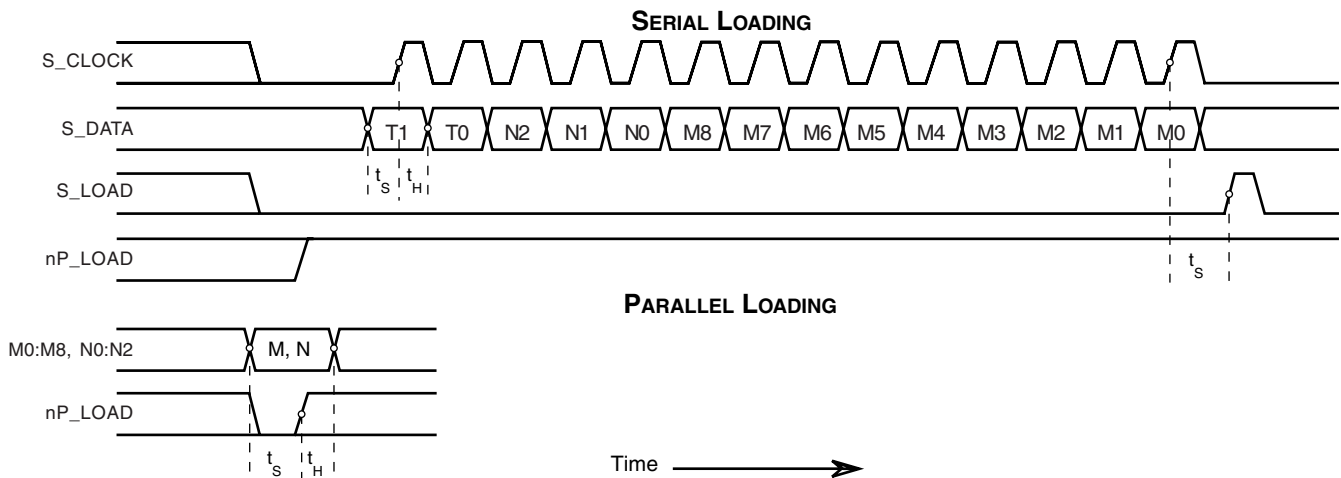 SERIAL LOADING
S_CLOCK
S_DATA T1 T0 N2 N1 N0 M8 M7 M6 M5 M4 M3 M2 M1 M0
tS tH
S_LOAD
nP_LOAD
tS
PARALLEL LOADING
M0:M8, N0:N2 M, N
nP_LOAD
tS tH
Time